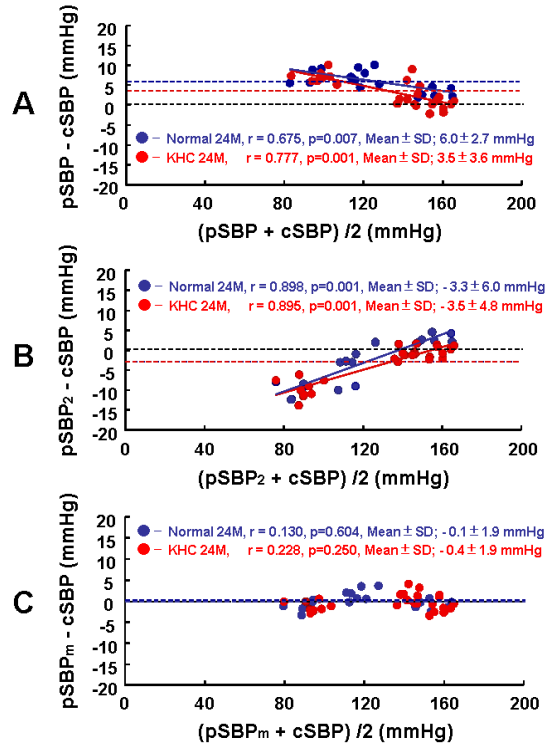 A
pSBP - cSBP (mmHg)
20
15
10
5
0
-5
-10
-15
-20
– Normal 24M, r = 0.675, p=0.007, Mean ± SD; 6.0 ± 2.7 mmHg
– KHC 24M, r = 0.777, p=0.001, Mean ± SD; 3.5 ± 3.6 mmHg
0 40 80 120 160 200
(pSBP + cSBP) /2 (mmHg)
B
pSBP2 - cSBP (mmHg)
20
15
10
5
0
-5
-10
-15
-20
– Normal 24M, r = 0.898, p=0.001, Mean ± SD; -3.3 ± 6.0 mmHg
– KHC 24M, r = 0.895, p=0.001, Mean ± SD; -3.5 ± 4.8 mmHg
0 40 80 120 160 200
(pSBP2 + cSBP) /2 (mmHg)
C
pSBPm - cSBP (mmHg)
20
15
10
5
0
-5
-10
-15
-20
– Normal 24M, r = 0.130, p=0.604, Mean ± SD; -0.1 ± 1.9 mmHg
– KHC 24M, r = 0.228, p=0.250, Mean ± SD; -0.4 ± 1.9 mmHg
0 40 80 120 160 200
(pSBPm + cSBP) /2 (mmHg)